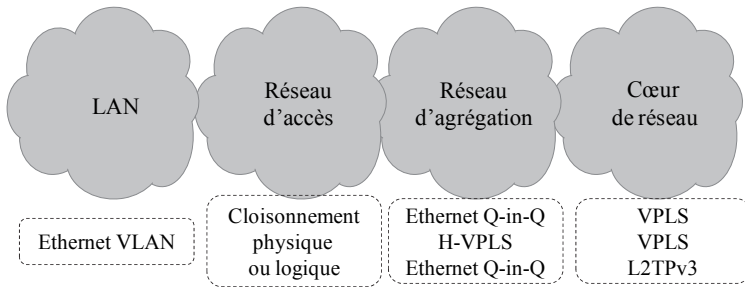 LAN
Réseau
d'accès
Réseau
d'agrégation
Cœur
de réseau
Ethernet VLAN
Cloisonnement
physique
ou logique
Ethernet Q-in-Q
H-VPLS
Ethernet Q-in-Q
VPLS
VPLS
L2TPv3